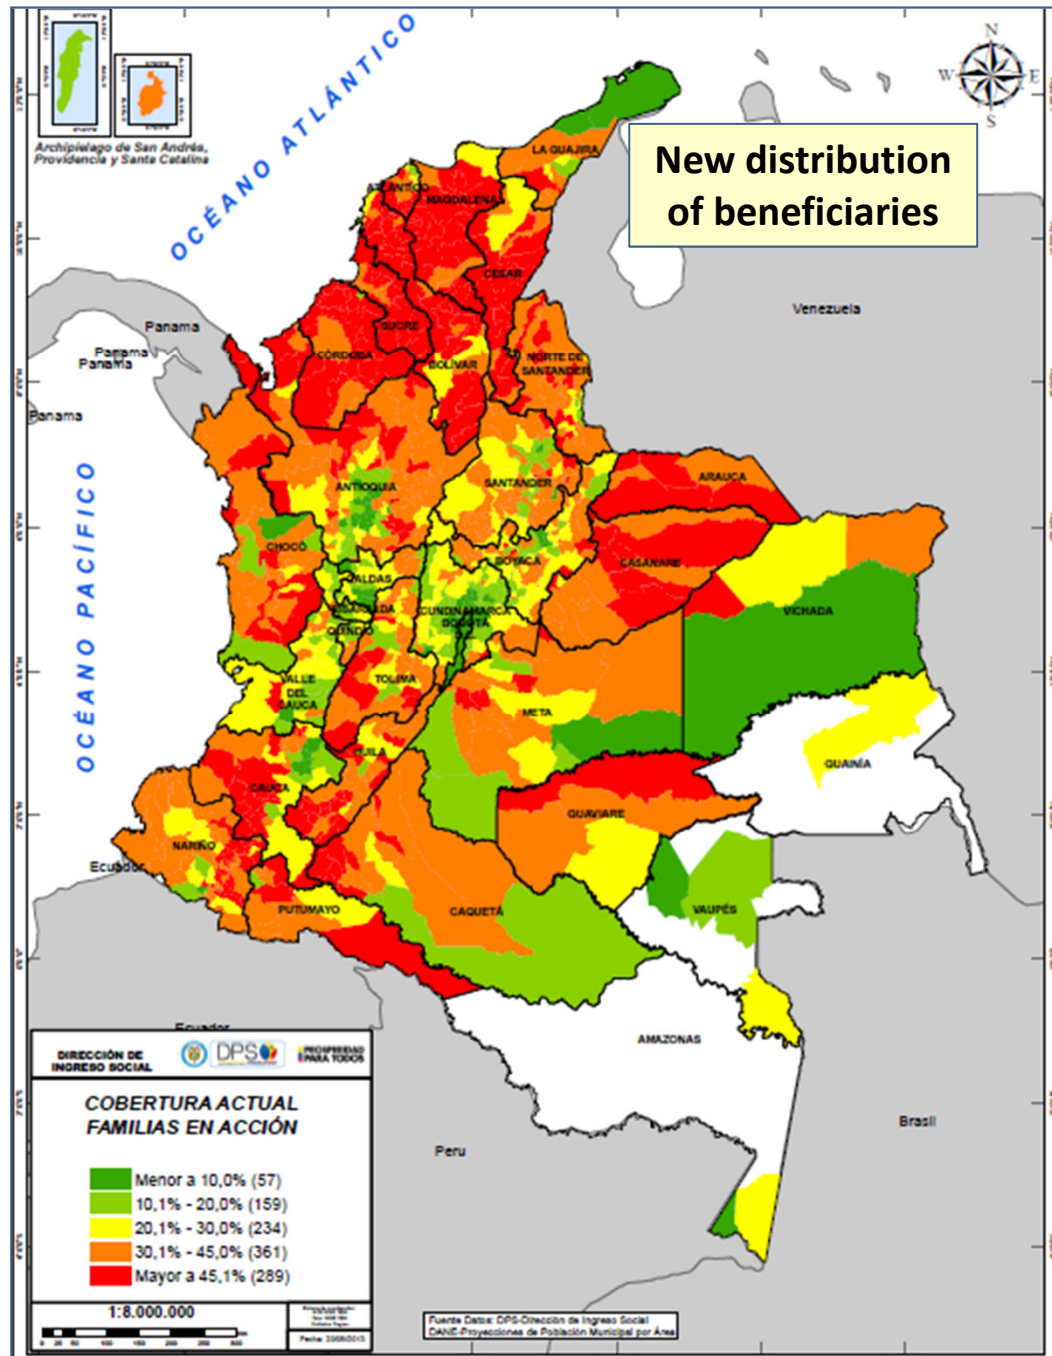 New distribution
of beneficiaries
N
W
E
S
Archipielago de San Andrés,
Providencia y Santa Catalina
OCÉANO ATLÁNTICO
OCÉANO PACÍFICO
LA GUAJIRA
ATLÁNTICO
MAGDALENA
CESAR
Venezuela
Panama
Panama
Panama
Panama
SUCRE
CÓRDOBA
BOLÍVAR
NORTE DE
SANTANDER
ANTIOQUIA
SANTANDER
ARAUCA
CHOCÓ
BOYACA
CASANARE
CALDAS
RISARALDA
CUNDINAMARCA
BOGOTÁ
QUINDIO
VICHADA
VALLE
DEL
CAUCA
TOLIMA
META
HUILA
GUAINÍA
CAUCA
GUAVIARE
NARIÑO
Ecuador
PUTUMAYO
CAQUETÁ
VAUPÉS
AMAZONAS
Ecuador
Peru
Brasil
DIRECCIÓN DE
INGRESO SOCIAL
DPS
PROSPERIDAD
PARA TODOS
COBERTURA ACTUAL
FAMILIAS EN ACCIÓN
Menor a 10,0% (57)
10,1% - 20,0% (159)
20,1% - 30,0% (234)
30,1% - 45,0% (361)
Mayor a 45,1% (289)
1:8.000.000
Fuente Datos: DPS-Dirección de Ingreso Social
DANE-Proyecciones de Población Municipal por Área